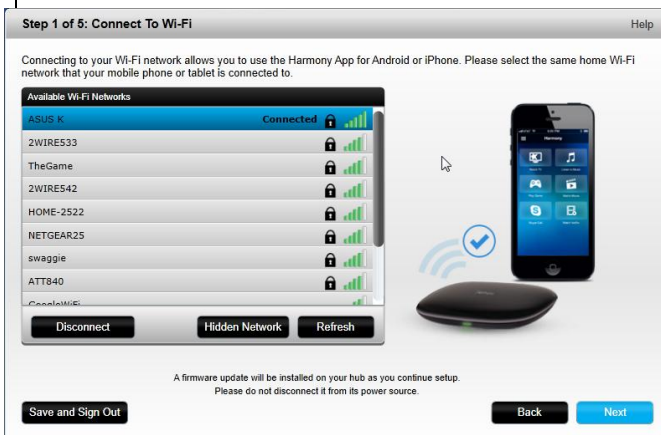 Step 1 of 5: Connect To Wi-Fi
Help
Connecting to your Wi-Fi network allows you to use the Harmony App for Android or iPhone. Please select the same home Wi-Fi
network that your mobile phone or tablet is connected to.
Available Wi-Fi Networks
ASUS K Connected
2WIRE533
TheGame
2WIRE542
HOME-2522
NETGEAR25
swaggie
ATT840
GoogleWiFi
Harmony
Disconnect
Hidden Network
Refresh
A firmware update will be installed on your hub as you continue setup.
Please do not disconnect it from its power source.
Save and Sign Out
Back
Next